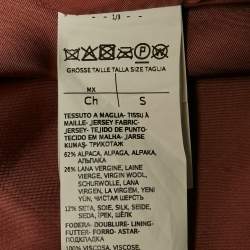 - 1/3 -
GRÖSSE TAILLE TALLA SIZE TAGLIA
MX
Ch
S
TESSUTO A MAGLIA- TISSU À
MAILLE- JERSEY FABRIC-
JERSEY- TEJIDO DE PUNTO-
TECIDO EM MALHA- JARSE
KUMAŞ- ТРИКОТАЖ
62% ALPACA, ALPAGA, ALPAKA,
АЛЬПАКА
26% LANA VERGINE, LAINE
VIERGE, VIRGIN WOOL,
SCHURWOLLE, LANA
VIRGEN, LA VIRGEM, YENİ
YÜN, ЧИСТАЯ ШЕРСТЬ
12% SETA, SOIE, SILK, SEIDE,
SEDA, İPEK, ШЁЛК
FODERA- DOUBLURE- LINING-
FUTTER- FORRO- ASTAR-
ПОДКЛАДКА
100% VISCOSA, VISCOSE,